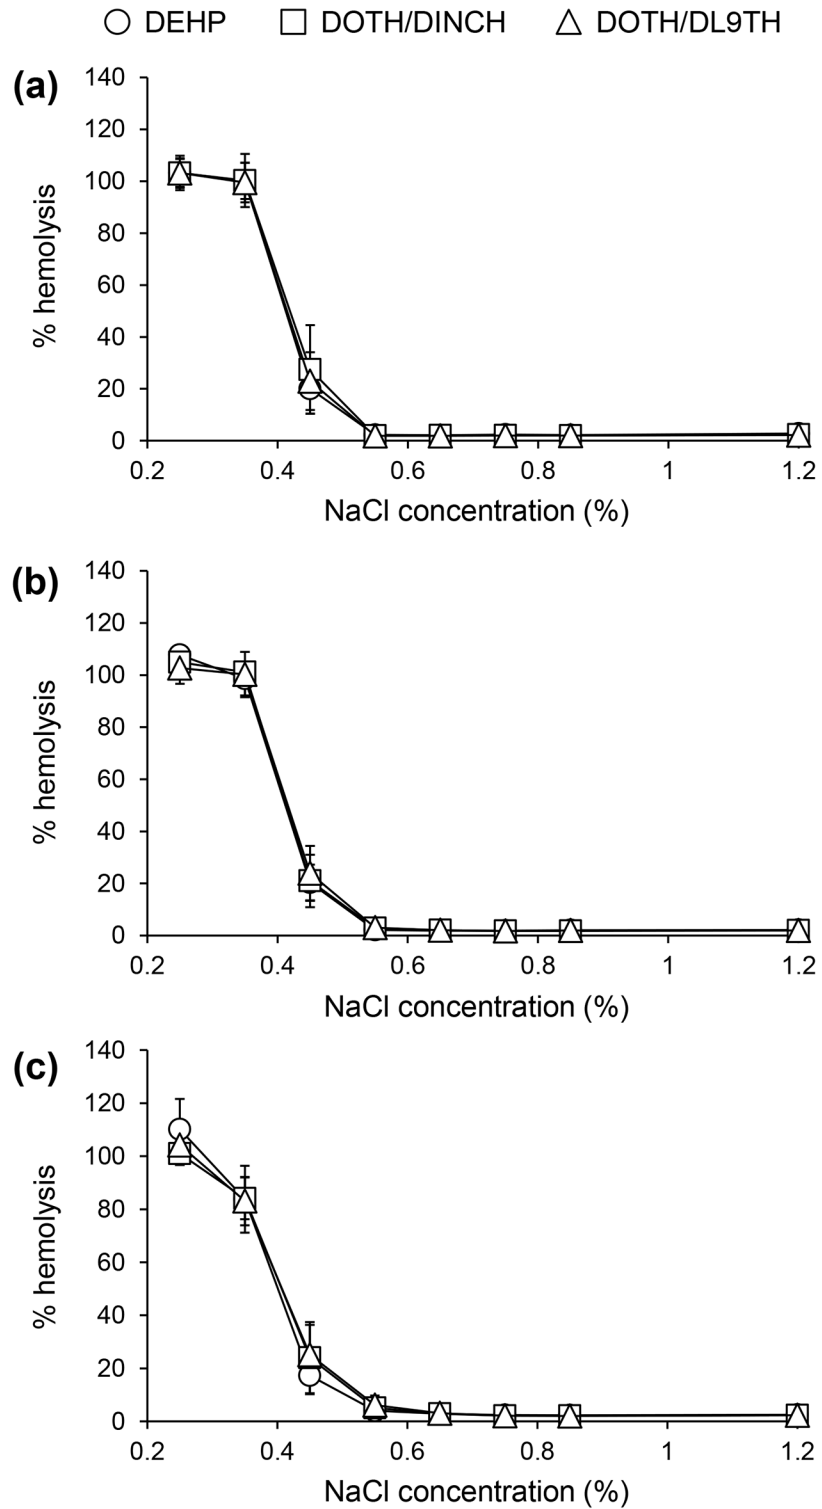 DEHP DOTH/DINCH DOTH/DL9TH
(a)
140
120
100
80
60
40
20
0
% hemolysis
0.2 0.4 0.6 0.8 1 1.2
NaCl concentration (%)
(b)
140
120
100
80
60
40
20
0
% hemolysis
0.2 0.4 0.6 0.8 1 1.2
NaCl concentration (%)
(c)
140
120
100
80
60
40
20
0
% hemolysis
0.2 0.4 0.6 0.8 1 1.2
NaCl concentration (%)